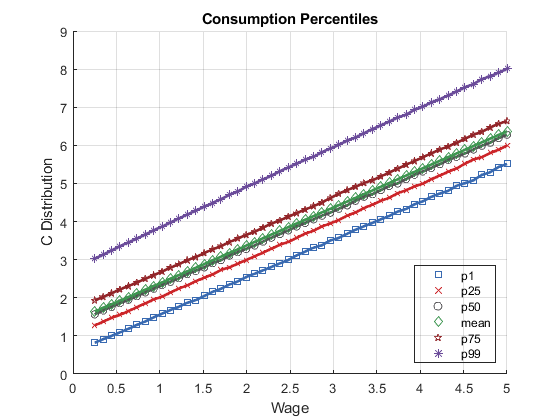 Consumption Percentiles
C Distribution
9
8
7
6
5
4
3
2
1
0
p1
p25
p50
mean
p75
p99
0 0.5 1 1.5 2 2.5 3 3.5 4 4.5 5
Wage